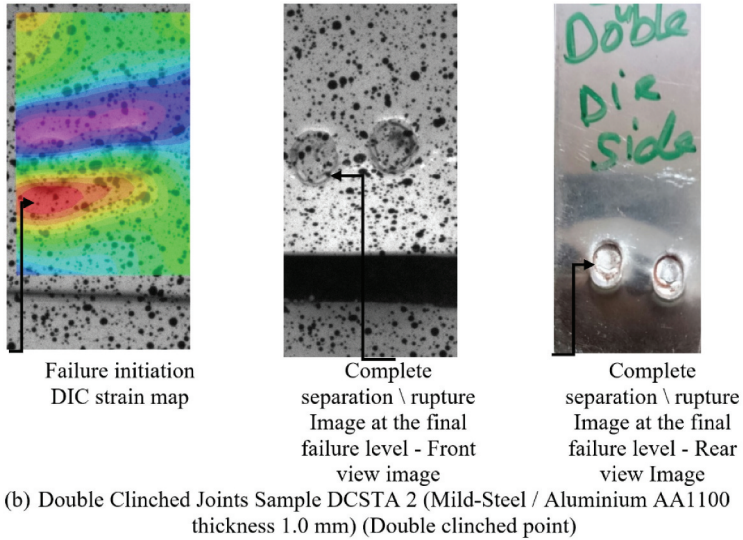 Double
Die
side
Failure initiation
DIC strain map
Complete
separation \ rupture
Image at the final
failure level - Front
view image
Complete
separation \ rupture
Image at the final
failure level - Rear
view Image
(b) Double Clinched Joints Sample DCSTA 2 (Mild-Steel / Aluminium AA1100
thickness 1.0 mm) (Double clinched point)